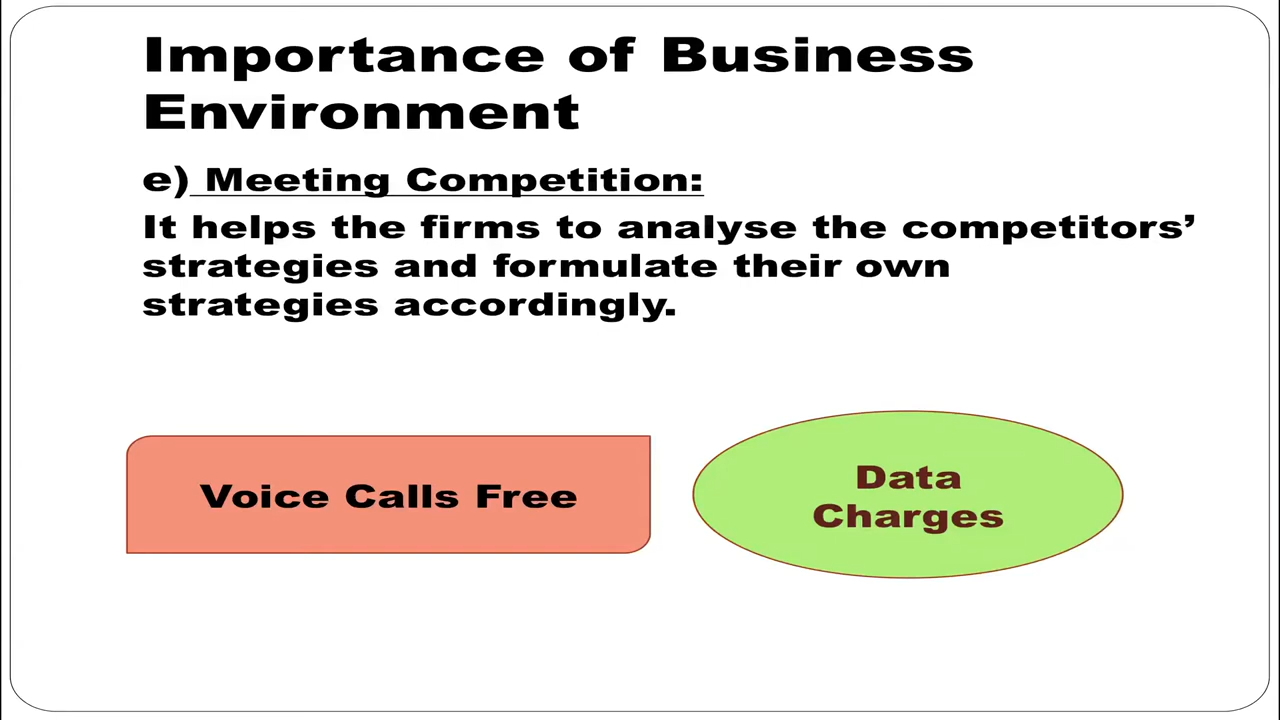 Importance of Business
Environment
e) Meeting Competition:
It helps the firms to analyse the competitors’
strategies and formulate their own
strategies accordingly.
Voice Calls Free
Data
Charges